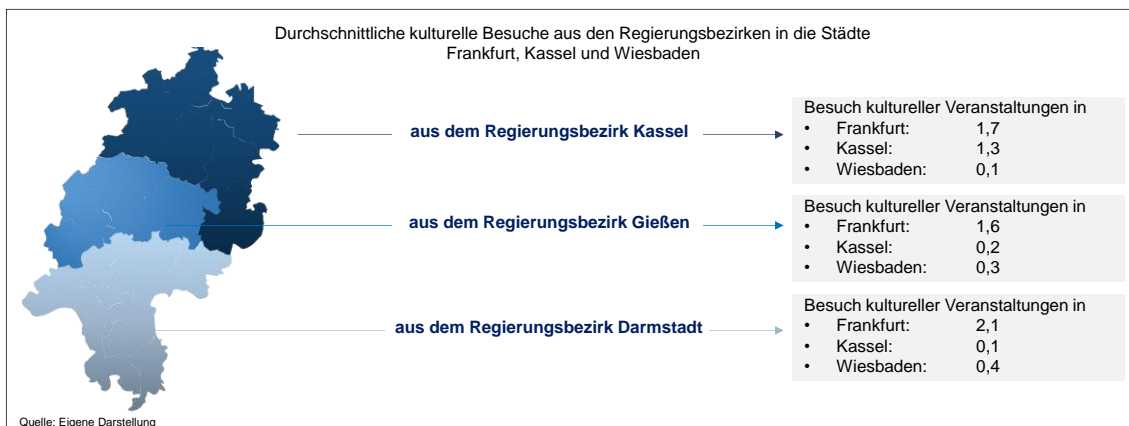 Durchschnittliche kulturelle Besuche aus den Regierungsbezirken in die Städte
Frankfurt, Kassel und Wiesbaden
aus dem Regierungsbezirk Kassel
Besuch kultureller Veranstaltungen in
• Frankfurt: 1,7
• Kassel: 1,3
• Wiesbaden: 0,1
aus dem Regierungsbezirk Gießen
Besuch kultureller Veranstaltungen in
• Frankfurt: 1,6
• Kassel: 0,2
• Wiesbaden: 0,3
aus dem Regierungsbezirk Darmstadt
Besuch kultureller Veranstaltungen in
• Frankfurt: 2,1
• Kassel: 0,1
• Wiesbaden: 0,4
Quelle: Eigene Darstellung